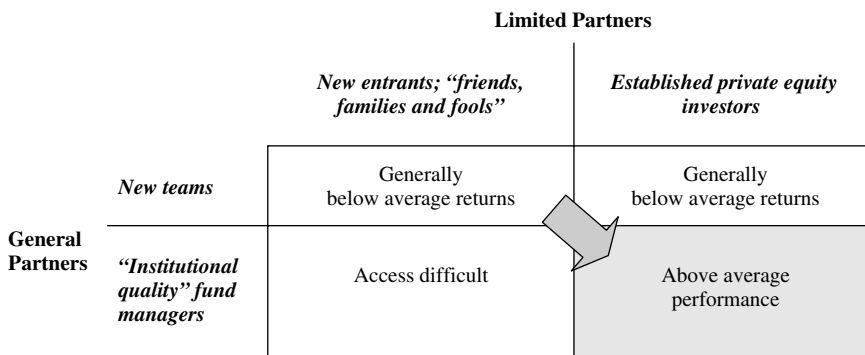 Limited Partners
New entrants; “friends,
families and fools”
Established private equity
investors
New teams
Generally
below average returns
Generally
below average returns
General
Partners
“Institutional
quality” fund
managers
Access difficult
Above average
performance